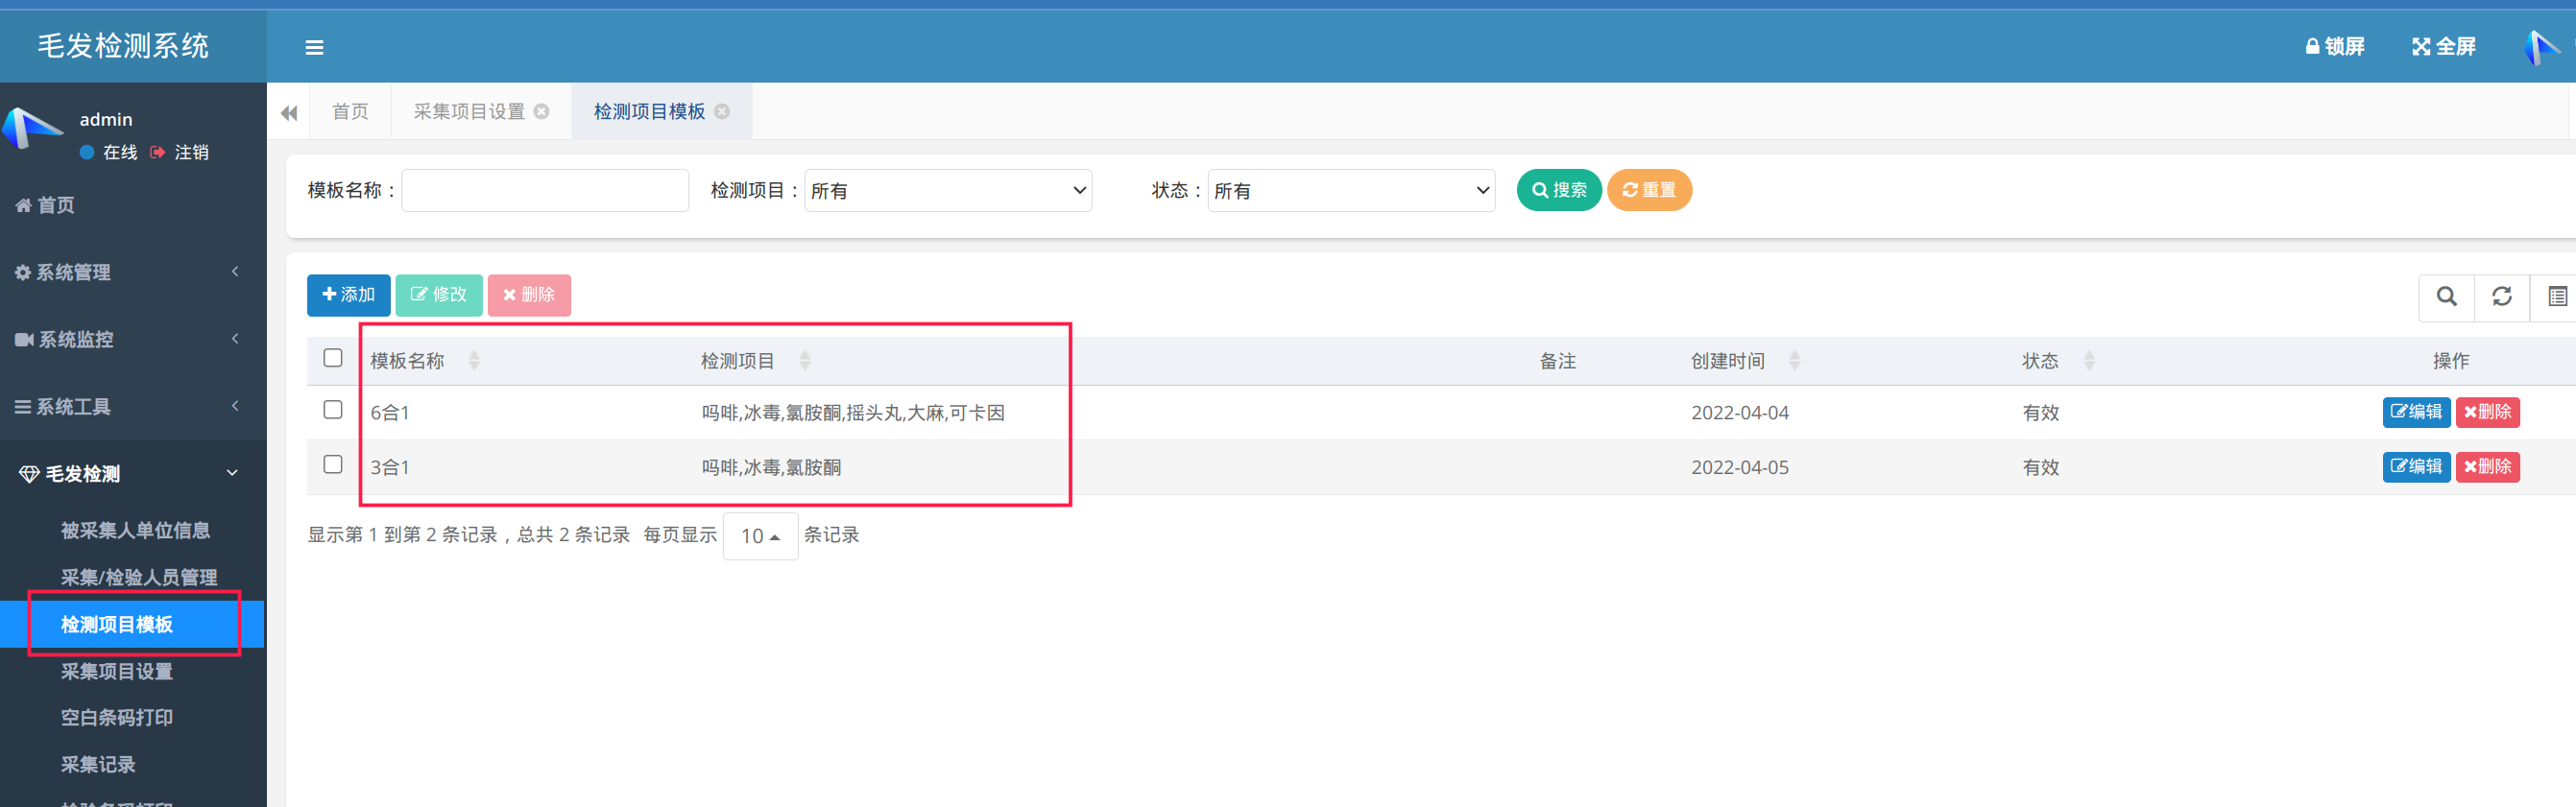 毛发检测系统
锁屏 全屏
admin
在线 注销
首页 采集项目设置 检测项目模板
首页
系统管理
系统监控
系统工具
毛发检测
被采集人单位信息
采集/检验人员管理
检测项目模板
采集项目设置
空白条码打印
采集记录
模板名称： 检测项目：所有 状态：所有 搜索 重置
添加 修改 删除
模板名称 检测项目 备注 创建时间 状态 操作
6合1 吗啡,冰毒,氯胺酮,摇头丸,大麻,可卡因 2022-04-04 有效 编辑 删除
3合1 吗啡,冰毒,氯胺酮 2022-04-05 有效 编辑 删除
显示第 1 到第 2 条记录，总共 2 条记录 每页显示 10 条记录